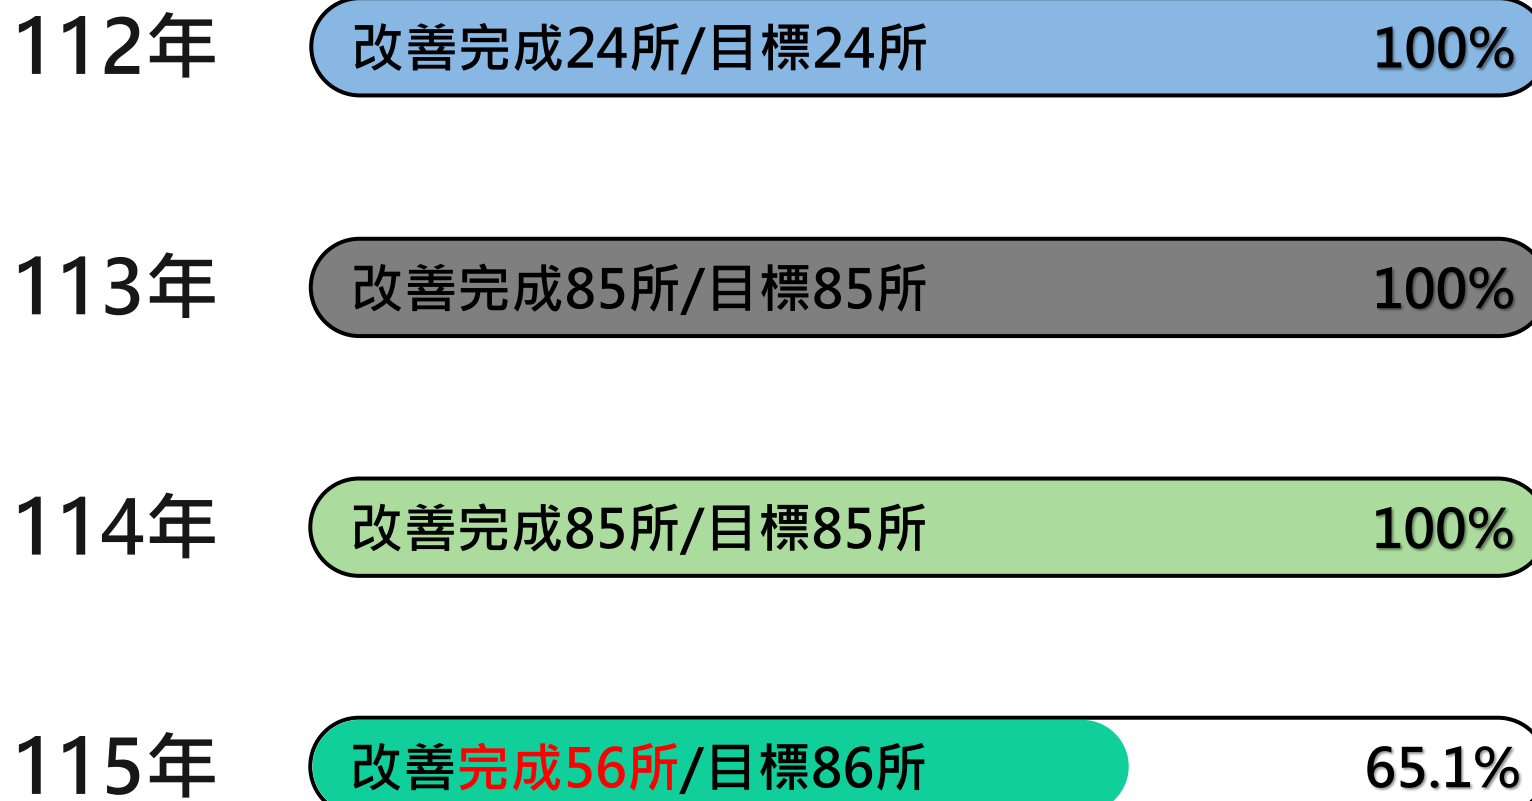 112年 改善完成24所/目標24所 100%
113年 改善完成85所/目標85所 100%
114年 改善完成85所/目標85所 100%
115年 改善完成56所/目標86所 65.1%